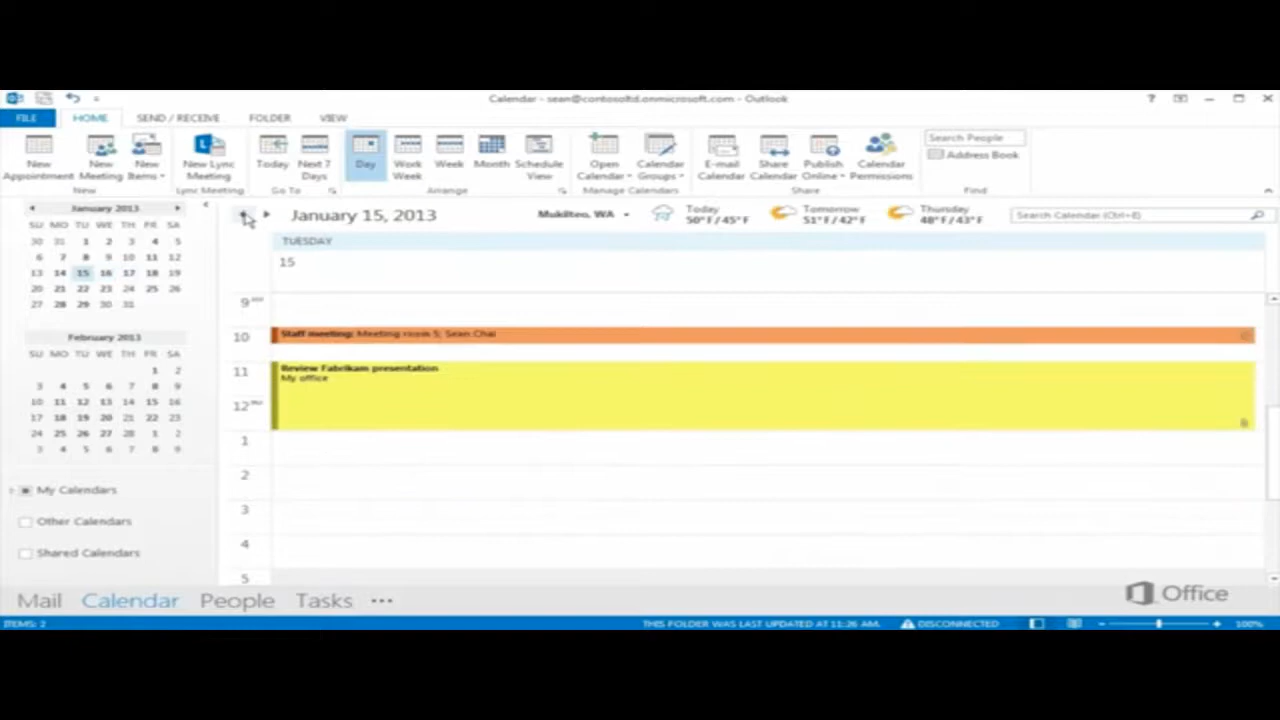 Calendar - sean@contosoltd.onmicrosoft.com - Outlook
FILE HOME SEND / RECEIVE FOLDER VIEW
New Appointment New Meeting New Items New Lync Meeting Today Next 7 Days Day Work Week Week Month Schedule View Open Calendar Calendar Groups E-mail Calendar Share Calendar Publish Online Calendar Permissions Search People
Address Book
New Lync Meeting Go To Arrange Manage Calendars Share Find
January 2013
SU MO TU WE TH FR SA
30 31 1 2 3 4 5
6 7 8 9 10 11 12
13 14 15 16 17 18 19
20 21 22 23 24 25 26
27 28 29 30 31
February 2013
SU MO TU WE TH FR SA
1 2
3 4 5 6 7 8 9
10 11 12 13 14 15 16
17 18 19 20 21 22 23
24 25 26 27 28 1 2
3 4 5 6 7 8 9
My Calendars
Other Calendars
Shared Calendars
January 15, 2013
Mukilteo, WA
Today
50° F / 45° F
Tomorrow
51° F / 42° F
Thursday
48° F / 43° F
Search Calendar (Ctrl+E)
TUESDAY
15
9 AM
10
Staff meeting; Meeting room 5; Sean Chai
11
Review Fabrikam presentation
My office
12 PM
1
2
3
4
5
Mail Calendar People Tasks ···
Office
ITEMS: 2
THIS FOLDER WAS LAST UPDATED AT 11:26 AM.
DISCONNECTED
100%